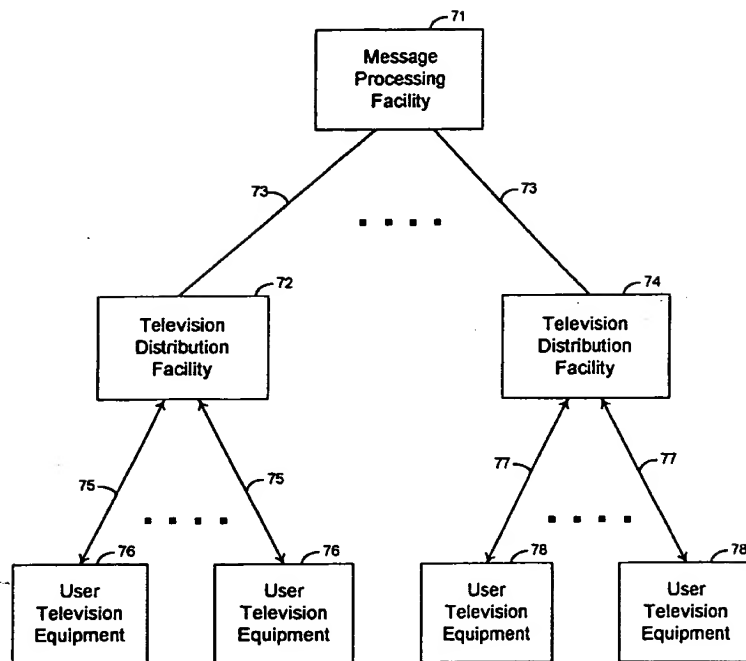 71
Message
Processing
Facility
73
73
72
Television
Distribution
Facility
74
Television
Distribution
Facility
75
75
77
77
76
User
Television
Equipment
76
User
Television
Equipment
78
User
Television
Equipment
78
User
Television
Equipment